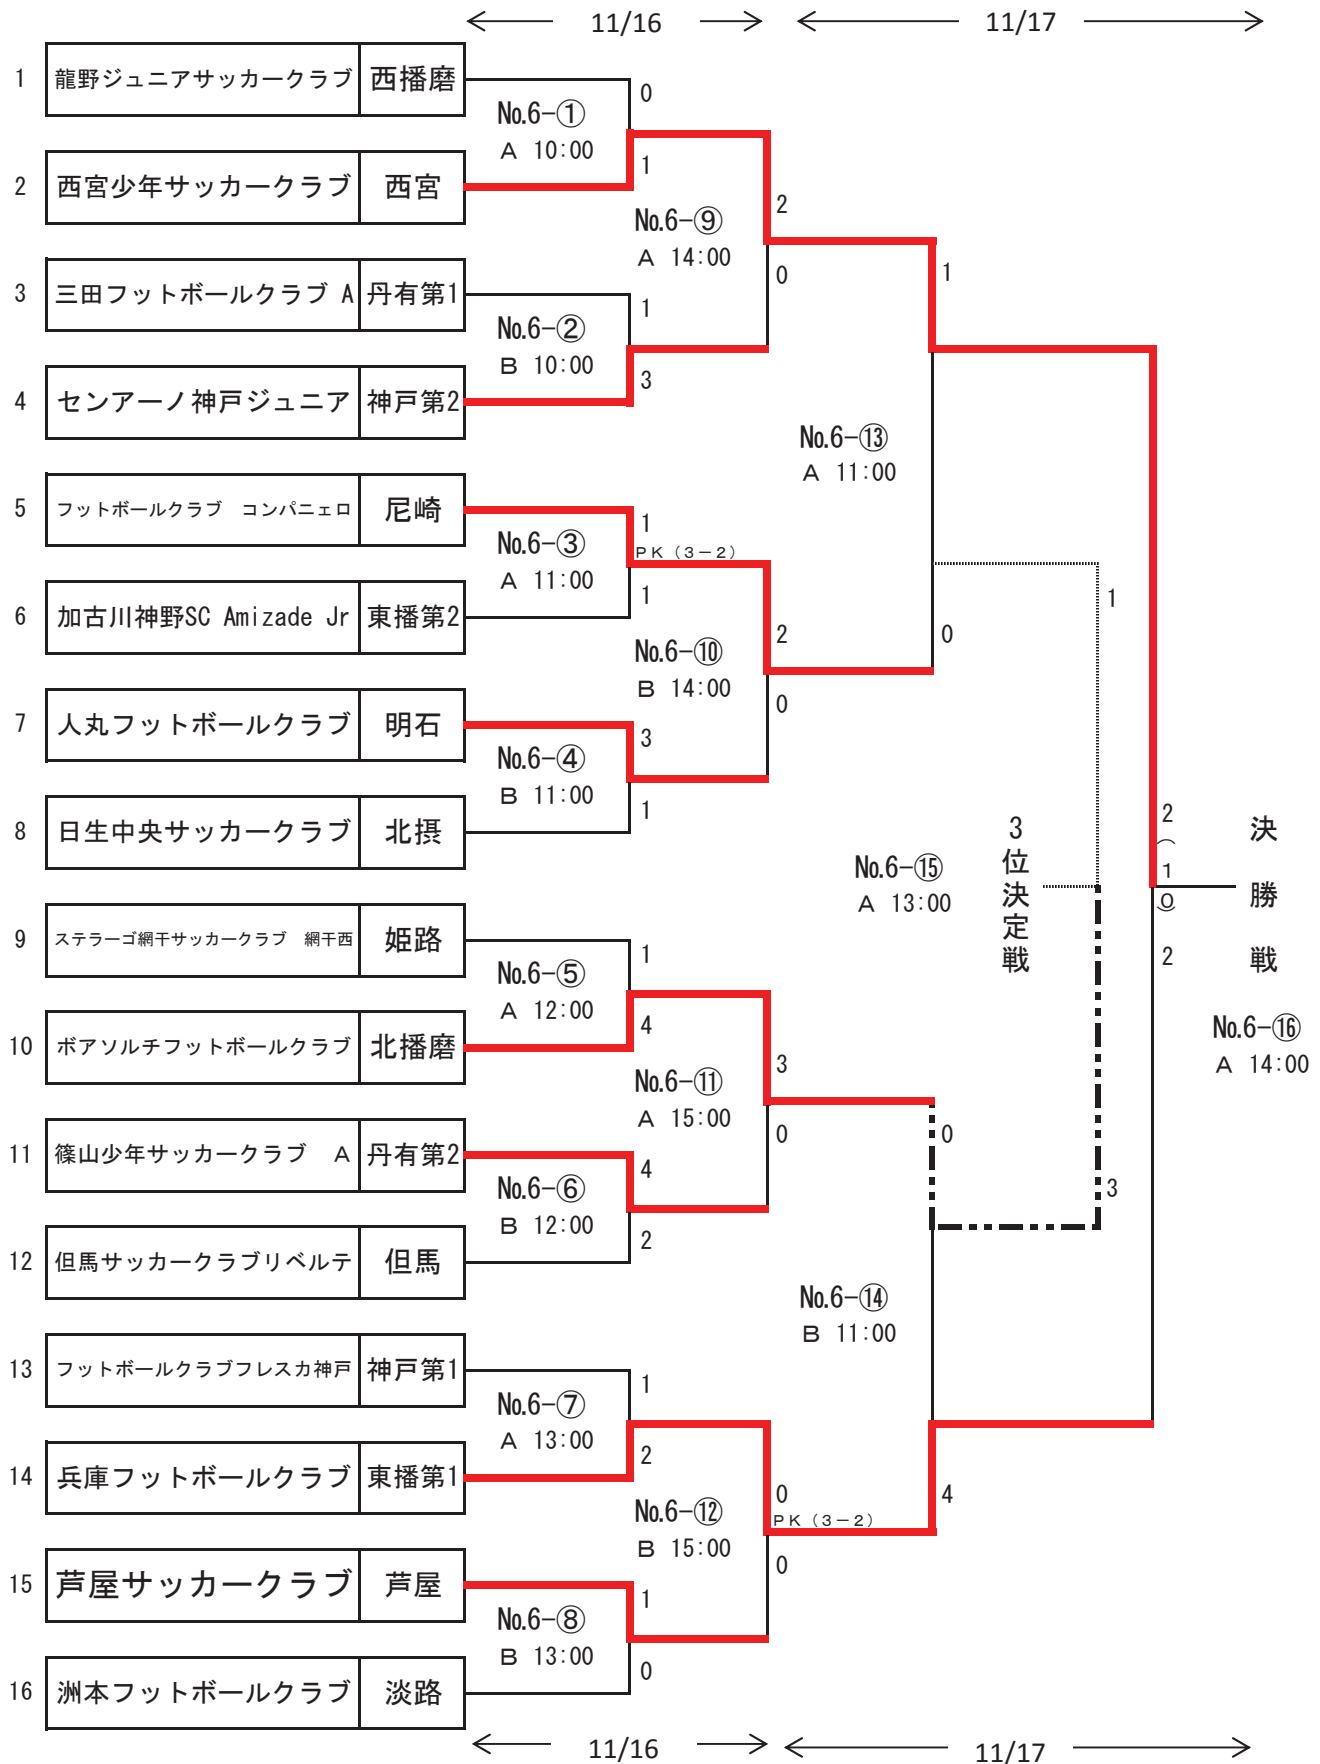 11/16
11/17
1 龍野ジュニアサッカークラブ 西播磨
0
No.6-①
A 10:00
1
2 西宮少年サッカークラブ 西宮
2
No.6-⑨
A 14:00
0
1
3 三田フットボールクラブ A 丹有第1
1
No.6-②
B 10:00
3
4 センアーノ神戸ジュニア 神戸第2
No.6-⑬
A 11:00
5 フットボールクラブ コンパニェロ 尼崎
1
No.6-③
PK(3-2)
A 11:00
1
1
6 加古川神野SC Amizade Jr 東播第2
2
0
No.6-⑩
B 14:00
0
7 人丸フットボールクラブ 明石
3
No.6-④
B 11:00
1
8 日生中央サッカークラブ 北摂
3位決定戦
2
(1 0)
2
決勝戦
No.6-⑮
A 13:00
9 ステラーゴ網干サッカークラブ 網干西 姫路
1
No.6-⑤
A 12:00
4
No.6-⑯
A 14:00
10 ボアソルチフットボールクラブ 北播磨
3
No.6-⑪
A 15:00
0
0
11 篠山少年サッカークラブ A 丹有第2
4
No.6-⑥
3
B 12:00
2
12 但馬サッカークラブリベルテ 但馬
No.6-⑭
B 11:00
13 フットボールクラブフレスカ神戸 神戸第1
1
No.6-⑦
A 13:00
2
14 兵庫フットボールクラブ 東播第1
0
4
No.6-⑫
PK(3-2)
B 15:00
0
15 芦屋サッカークラブ 芦屋
1
No.6-⑧
B 13:00
0
16 洲本フットボールクラブ 淡路
11/16
11/17